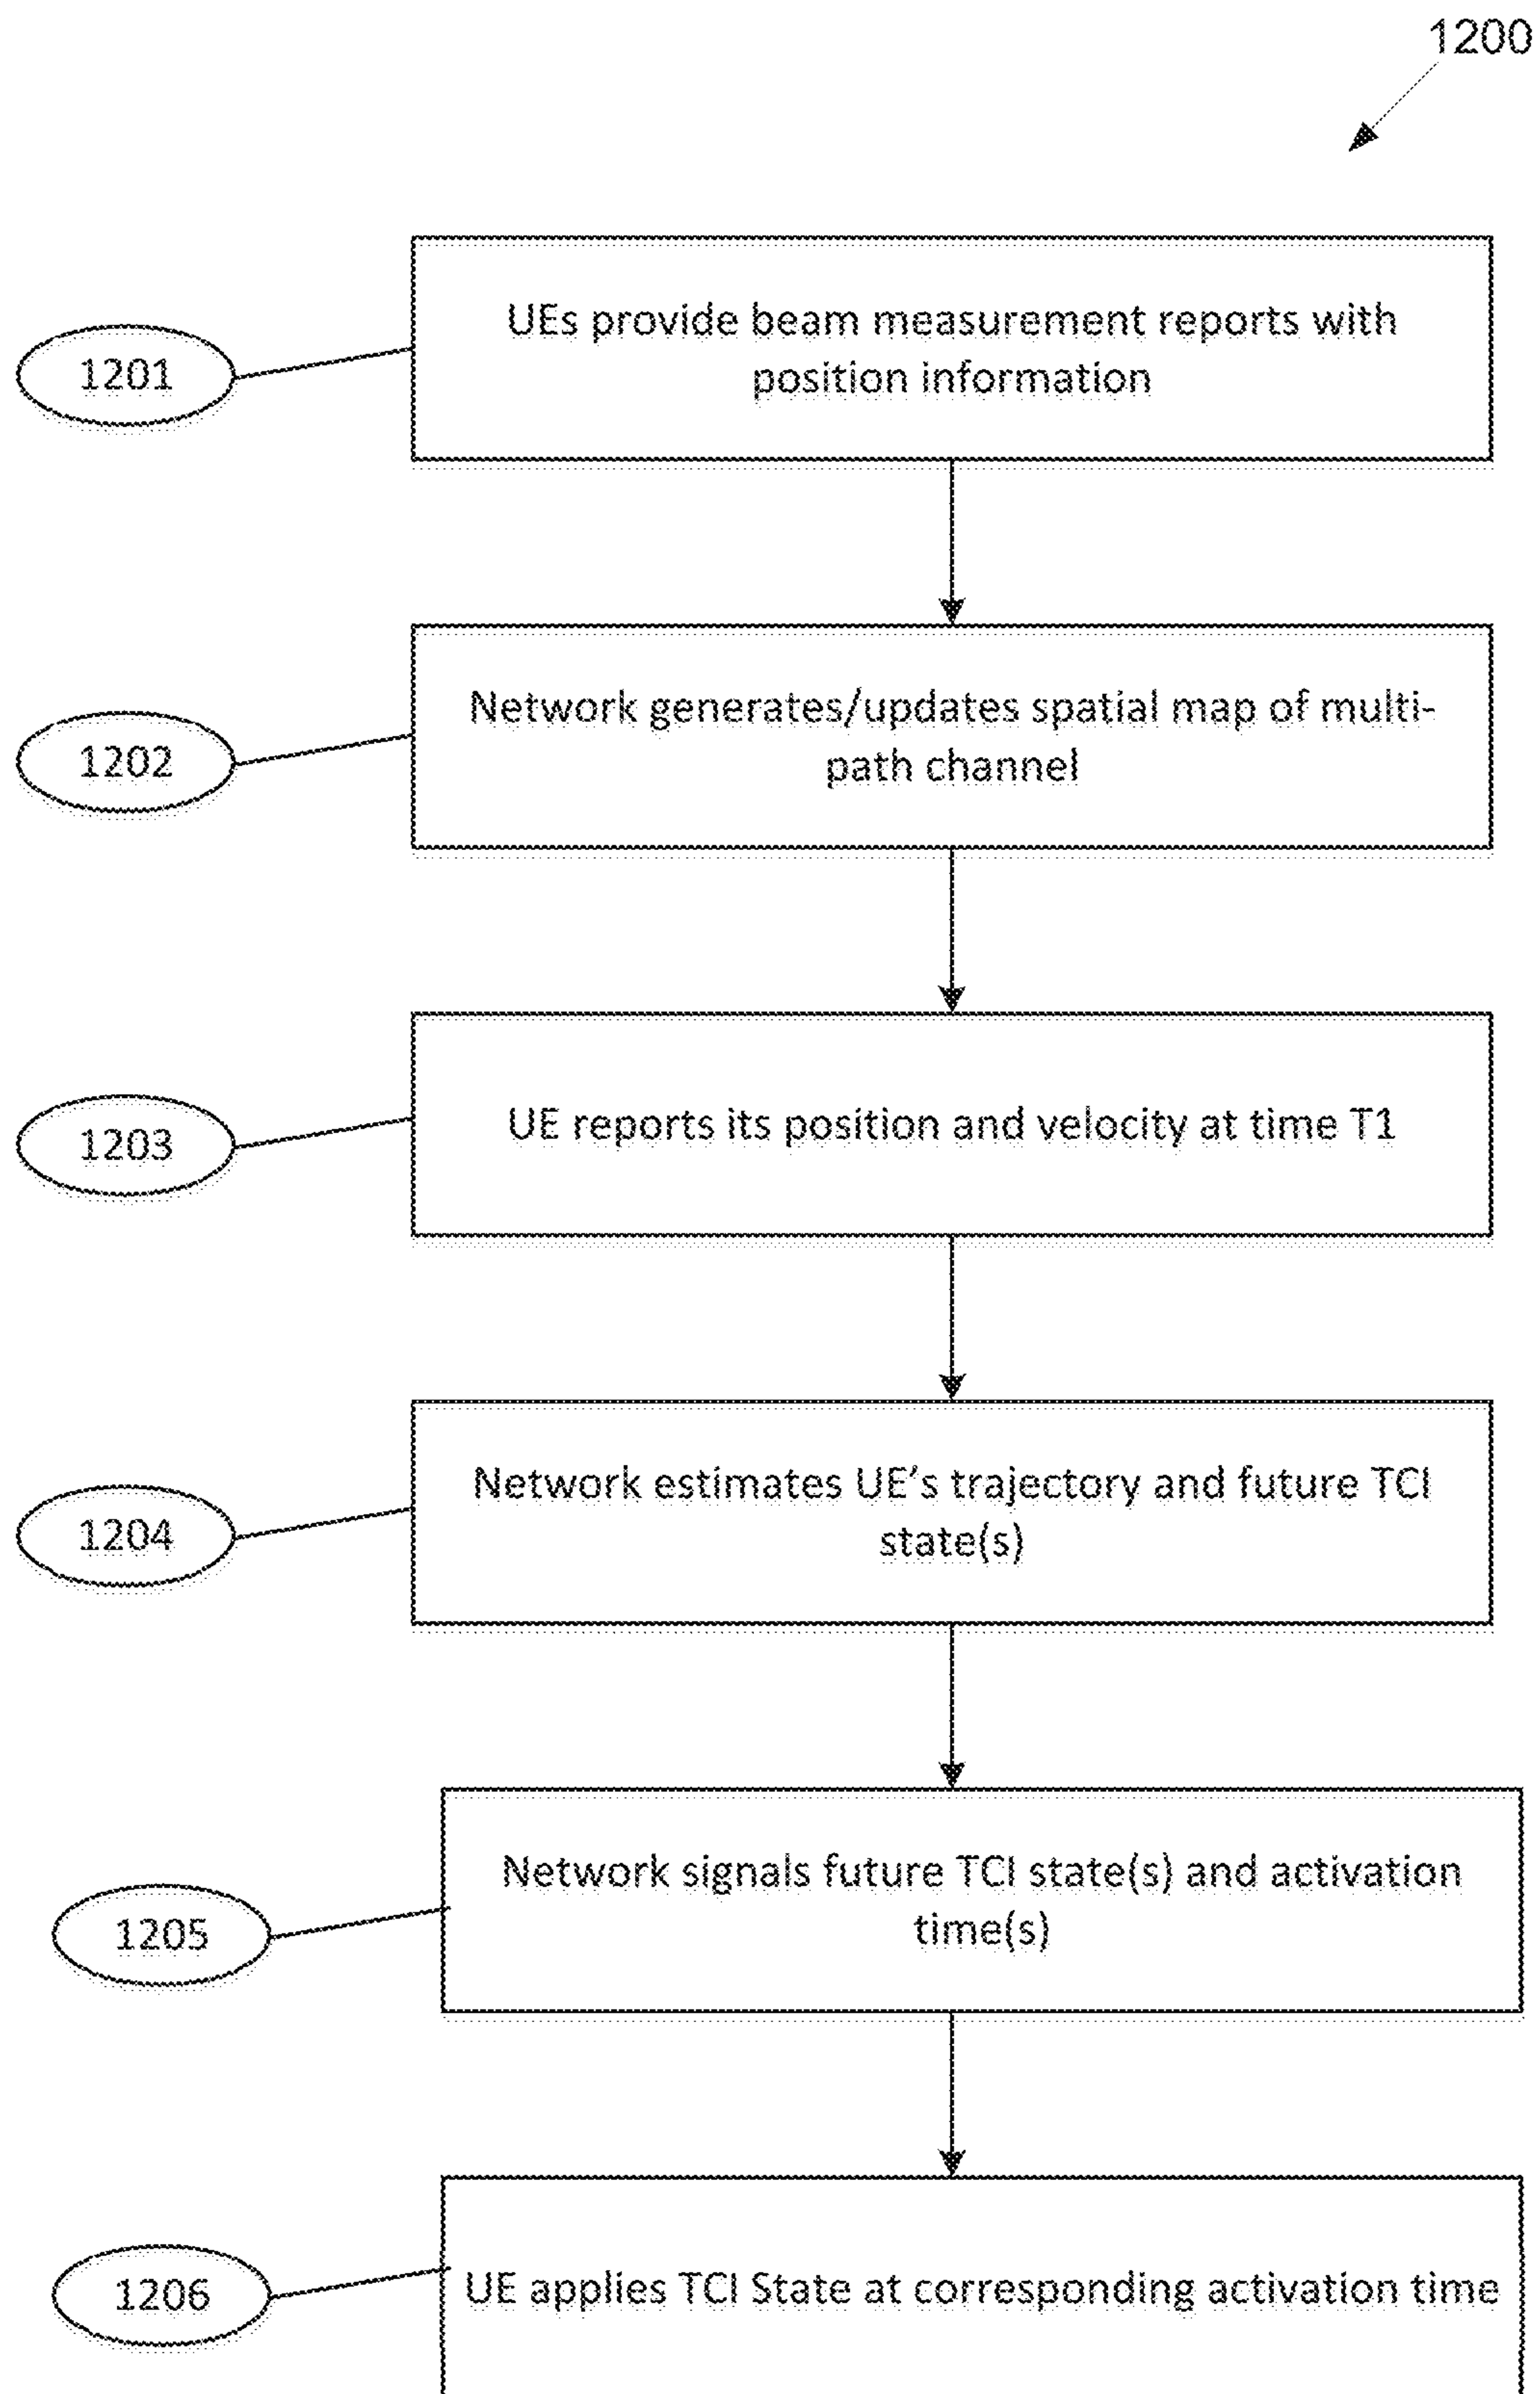 1200
1201
UEs provide beam measurement reports with
position information
1202
Network generates/updates spatial map of multi-
path channel
1203
UE reports its position and velocity at time T1
1204
Network estimates UE's trajectory and future TCI
state(s)
1205
Network signals future TCI state(s) and activation
time(s)
1206
UE applies TCI State at corresponding activation time